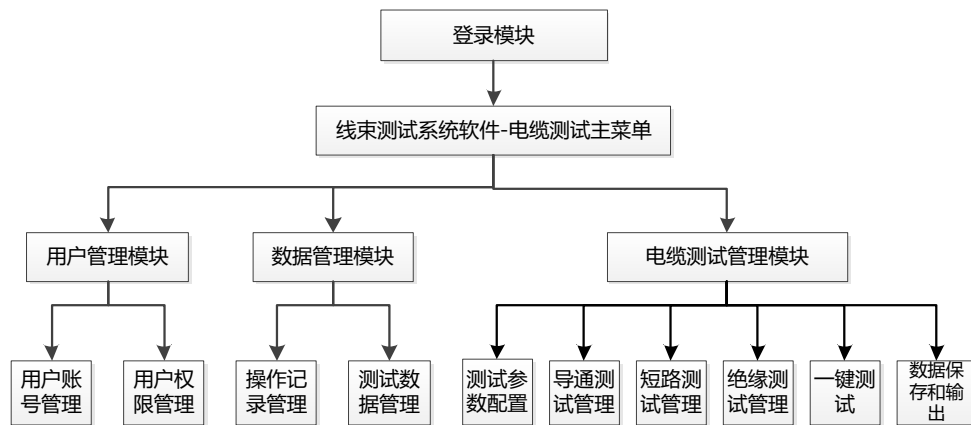 登录模块
线束测试系统软件-电缆测试主菜单
用户管理模块
数据管理模块
电缆测试管理模块
用户账
号管理
用户权
限管理
操作记
录管理
测试数
据管理
测试参
数配置
导通测
试管理
短路测
试管理
绝缘测
试管理
一键测
试
数据保
存和输
出